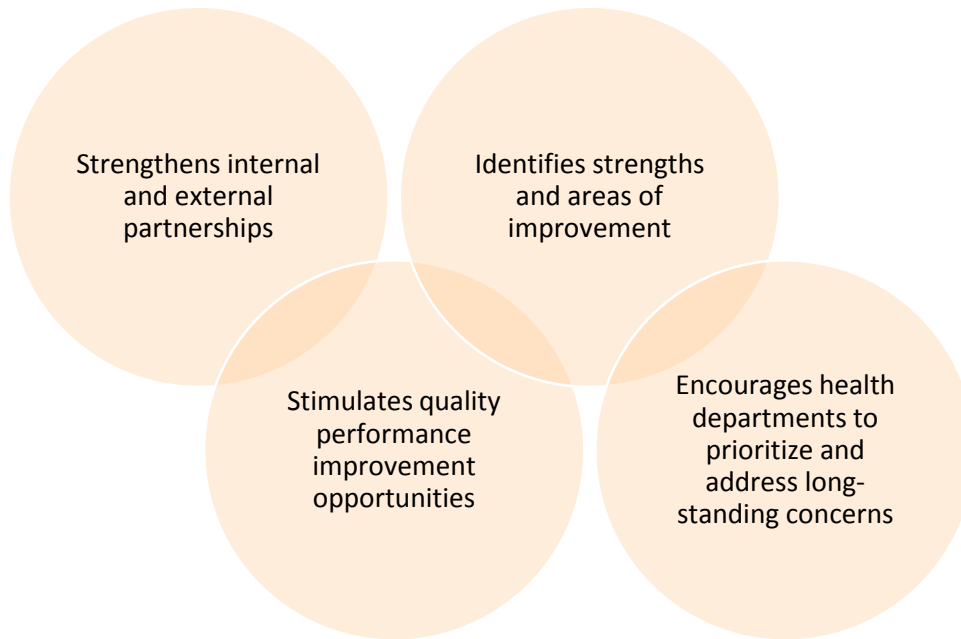 Strengthens internal
and external
partnerships
Identifies strengths
and areas of
improvement
Stimulates quality
performance
improvement
opportunities
Encourages health
departments to
prioritize and
address long-
standing concerns